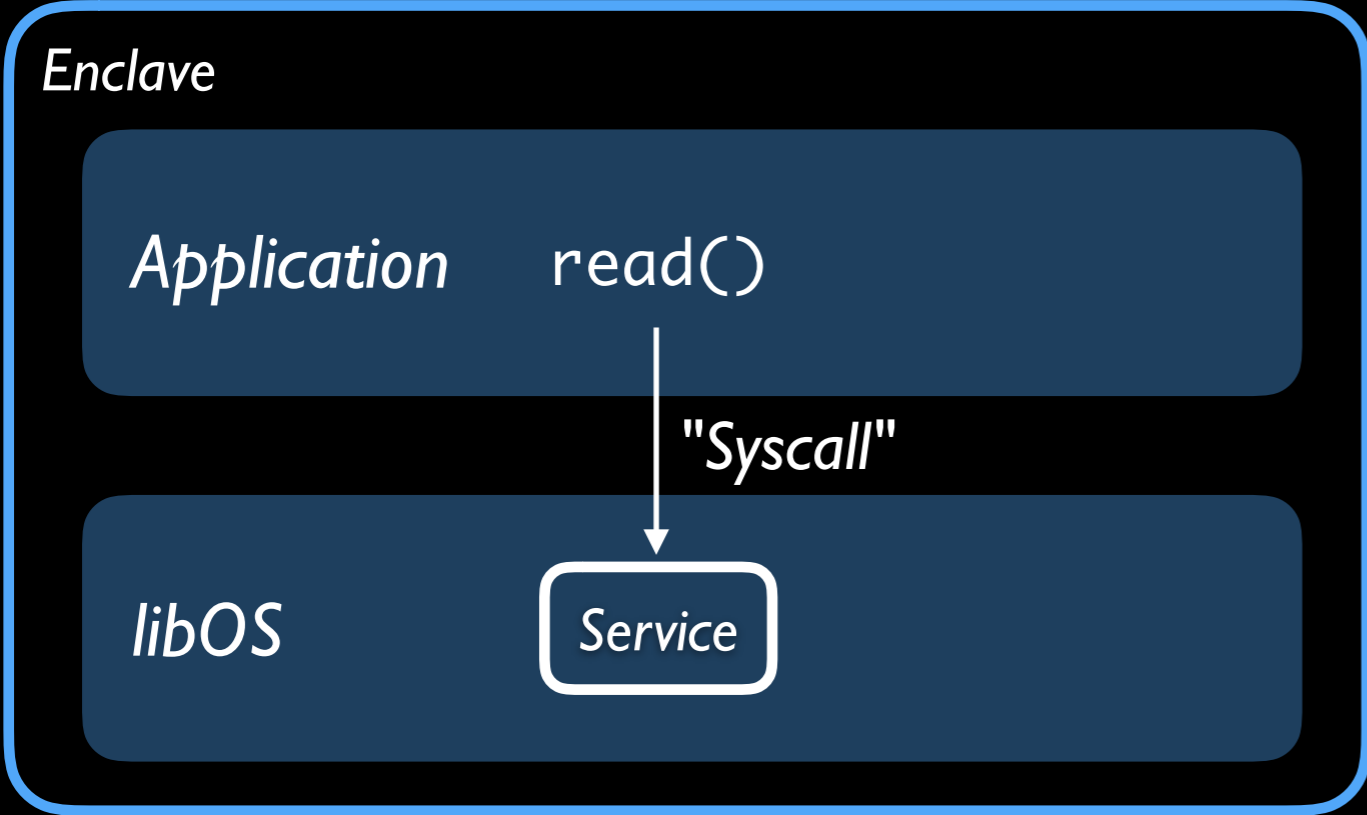 Enclave
Application read()
"Syscall"
libOS
Service